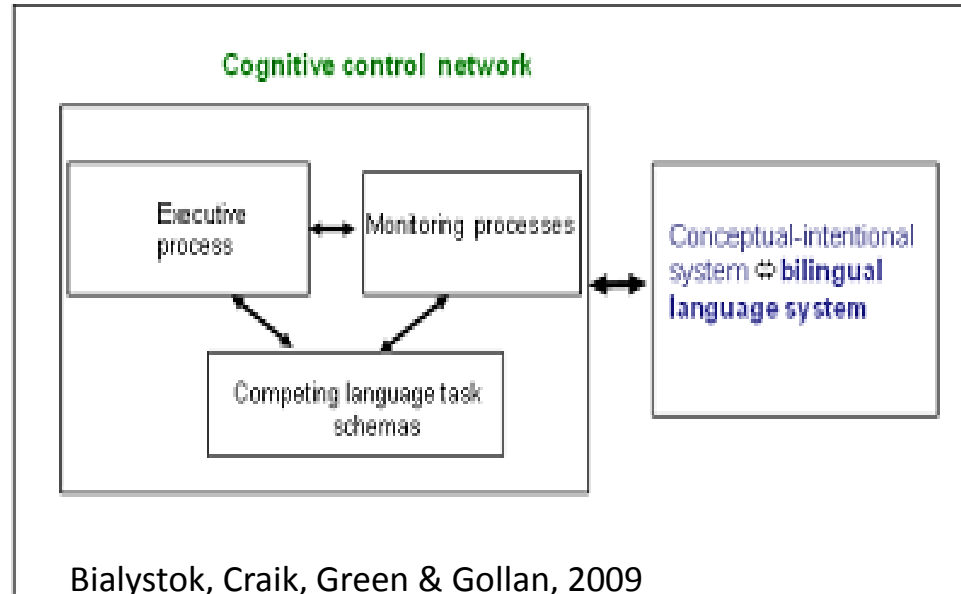 Cognitive control network
Executive
process
Monitoring processes
Conceptual-intentional
system ⇔ bilingual
language system
Competing language task
schemas
Bialystok, Craik, Green & Gollan, 2009